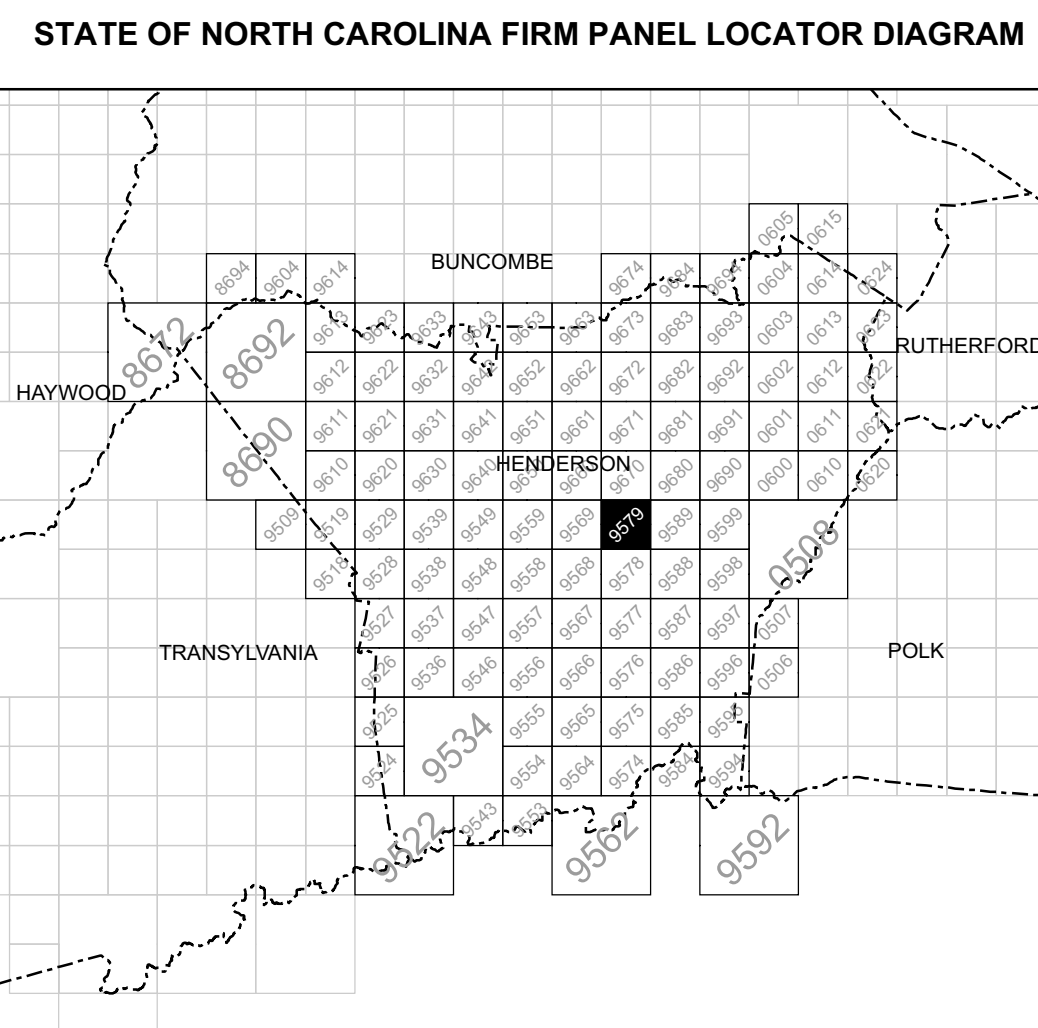 STATE OF NORTH CAROLINA FIRM PANEL LOCATOR DIAGRAM
0605 0615
BUNCOMBE
8694 9604 9614 9674 9684 9694 0604 0614 0624
8672 8692 9613 9623 9633 9643 9653 9663 9673 9683 9693 0603 0613 0623
RUTHERFORD
HAYWOOD
9612 9622 9632 9642 9652 9662 9672 9682 9692 0602 0612 0622
8690 9611 9621 9631 9641 9651 9661 9671 9681 9691 0601 0611 0621
HENDERSON
9610 9620 9630 9640 9650 9660 9670 9680 9690 0600 0610 0620
9509 9519 9529 9539 9549 9559 9569 9579 9589 9599 0508
9518 9528 9538 9548 9558 9568 9578 9588 9598
9527 9537 9547 9557 9567 9577 9587 9597 0507
TRANSYLVANIA
POLK
9526 9536 9546 9556 9566 9576 9586 9596 0506
9525 9534 9555 9565 9575 9585 9595
9524 9554 9564 9574 9584 9594
9522 9543 9553 9562 9592